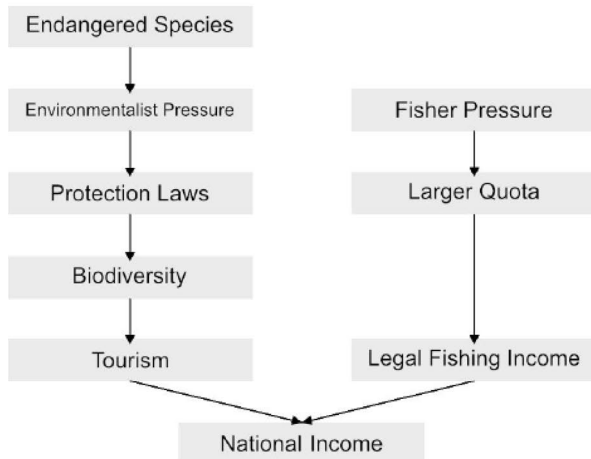 Endangered Species
Environmentalist Pressure
Fisher Pressure
Protection Laws
Larger Quota
Biodiversity
Tourism
Legal Fishing Income
National Income